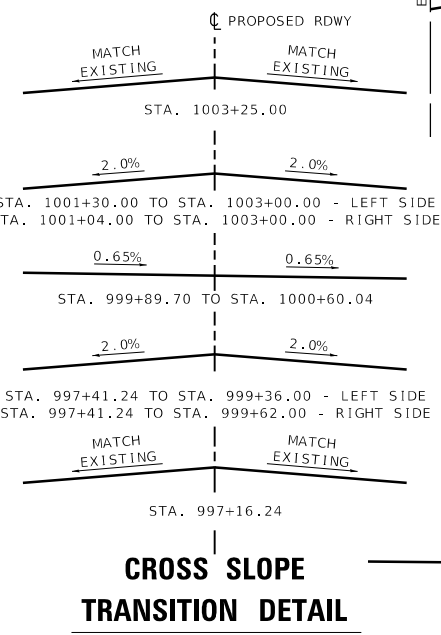 ℄ PROPOSED RDWY
MATCH EXISTING MATCH EXISTING
STA. 1003+25.00
2.0% 2.0%
STA. 1001+30.00 TO STA. 1003+00.00 - LEFT SIDE
STA. 1001+04.00 TO STA. 1003+00.00 - RIGHT SIDE
0.65% 0.65%
STA. 999+89.70 TO STA. 1000+60.04
2.0% 2.0%
STA. 997+41.24 TO STA. 999+36.00 - LEFT SIDE
STA. 997+41.24 TO STA. 999+62.00 - RIGHT SIDE
MATCH EXISTING MATCH EXISTING
STA. 997+16.24
CROSS SLOPE
TRANSITION DETAIL